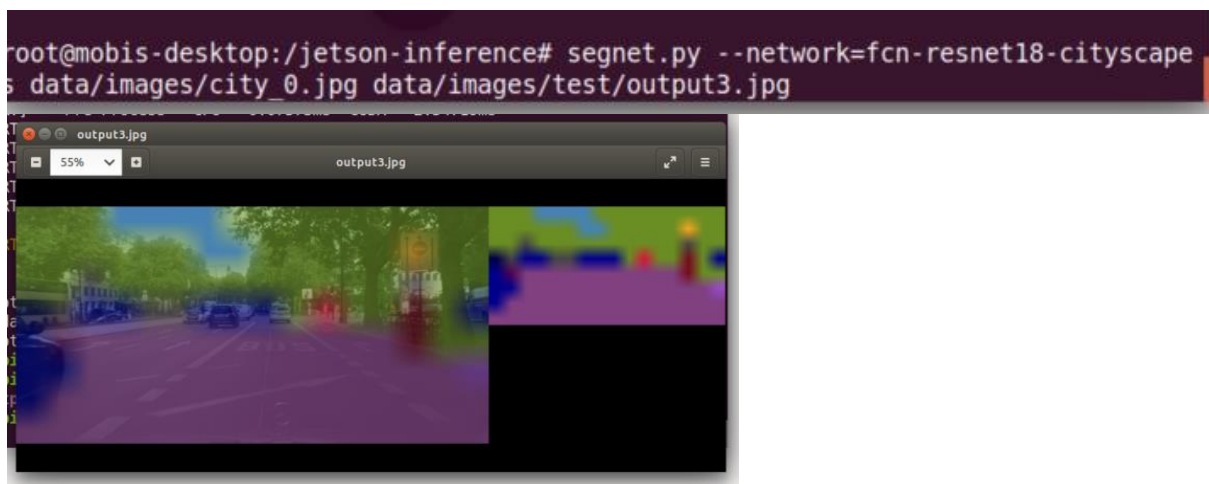 root@mobis-desktop:/jetson-inference# segnet.py --network=fcn-resnet18-cityscape
s data/images/city_0.jpg data/images/test/output3.jpg
output3.jpg
55%
output3.jpg